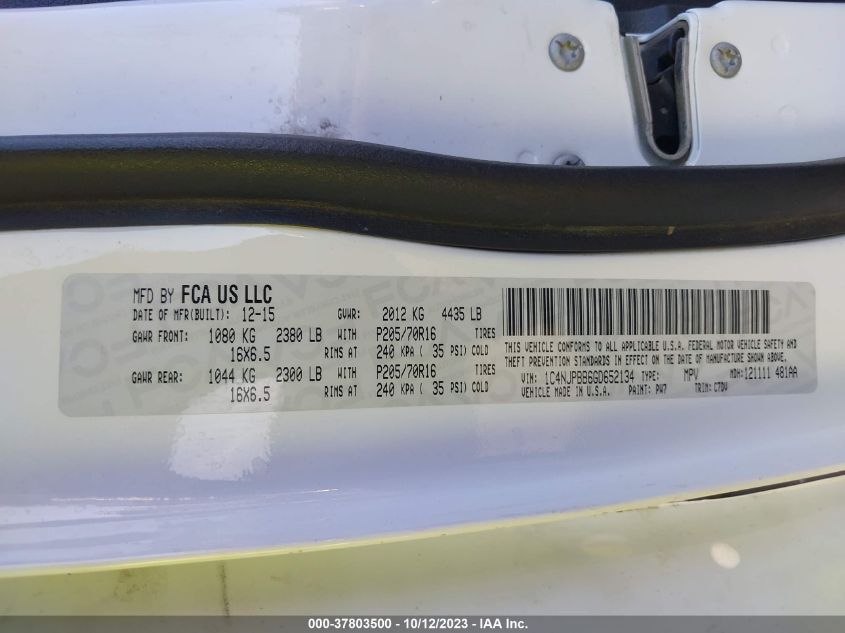 MFD BY FCA US LLC
DATE OF MFR(BUILT): 12-15 GVWR: 2012 KG 4435 LB
GAWR FRONT: 1080 KG 2380 LB WITH P205/70R16 TIRES
16X6.5 RIMS AT 240 KPA ( 35 PSI) COLD
GAWR REAR: 1044 KG 2300 LB WITH P205/70R16 TIRES
16X6.5 RIMS AT 240 KPA ( 35 PSI) COLD
THIS VEHICLE CONFORMS TO ALL APPLICABLE U.S.A. FEDERAL MOTOR VEHICLE SAFETY AND
THEFT PREVENTION STANDARDS IN EFFECT ON THE DATE OF MANUFACTURE SHOWN ABOVE.
VIN: 1C4NJPBB6GD652134 TYPE: MPV MDH:121111 481AA
VEHICLE MADE IN U.S.A. PAINT: PW7 TRIM: C7DV
000-37803500 - 10/12/2023 - IAA Inc.